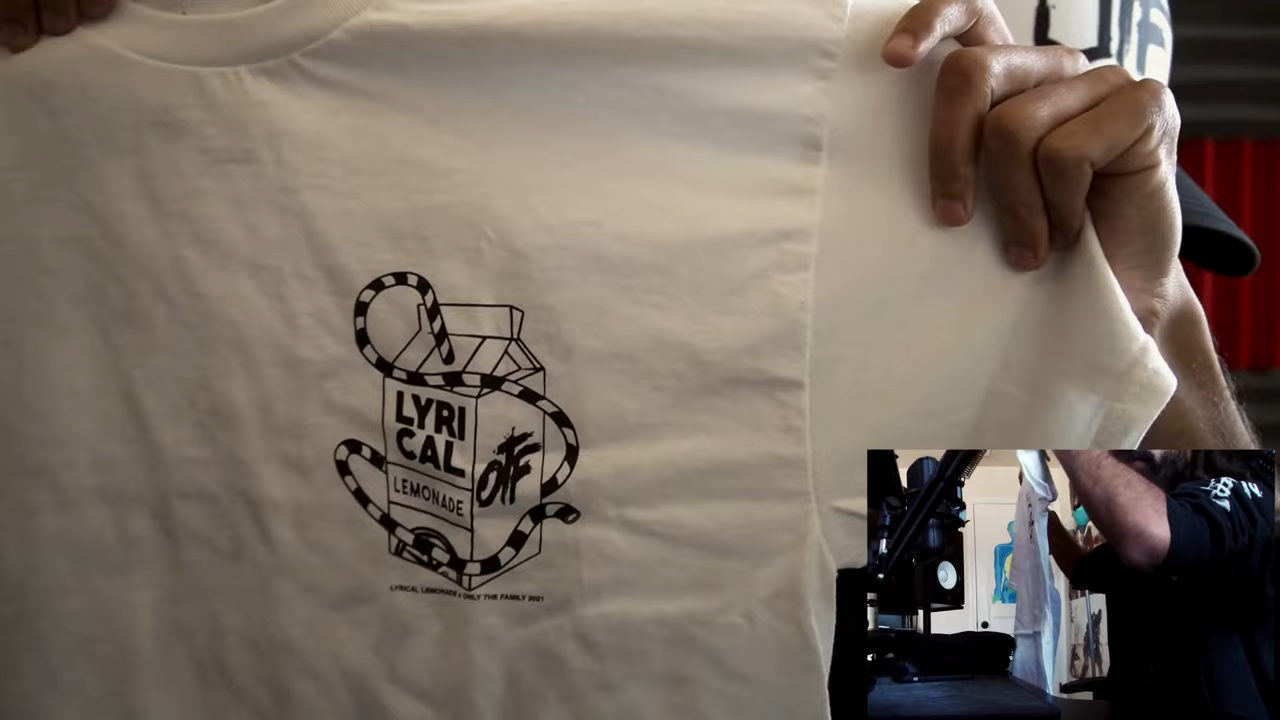 LYRI
CAL
LEMONADE
OTF
LYRICAL LEMONADE x ONLY THE FAMILY 2021